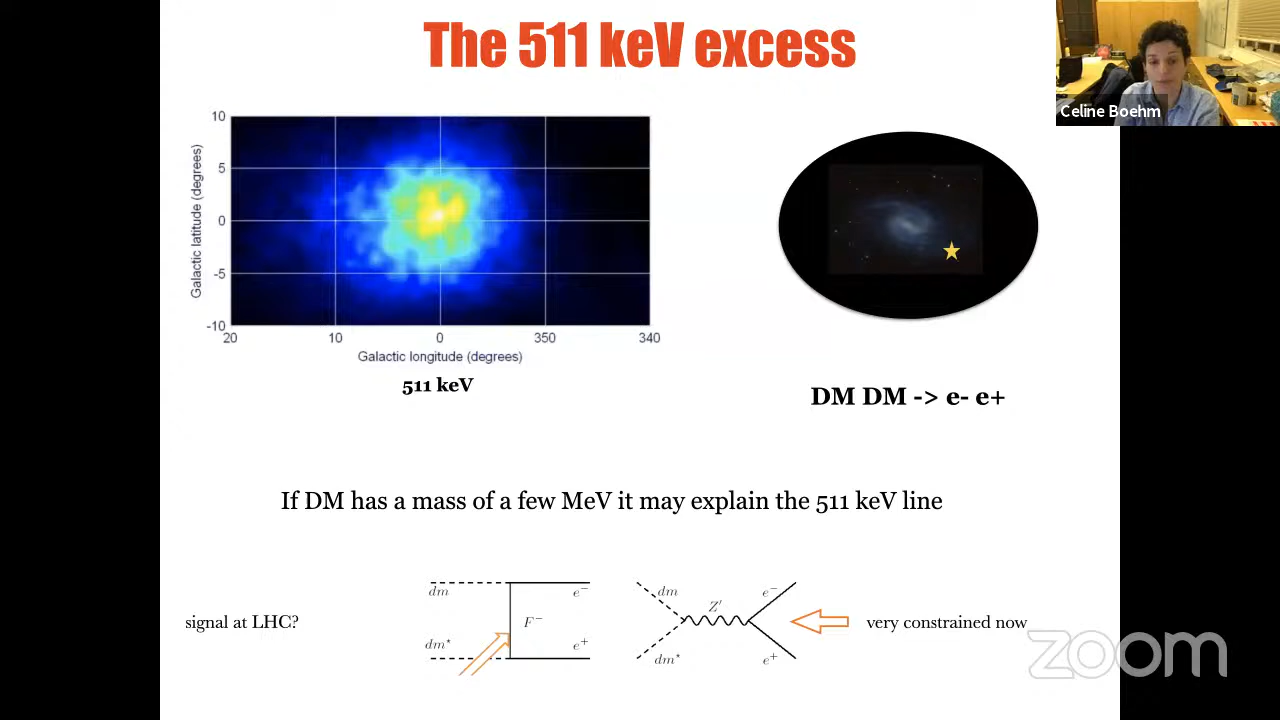 The 511 keV excess
Celine Boehm
10
5
0
-5
-10
Galactic latitude (degrees)
20 10 0 350 340
Galactic longitude (degrees)
511 keV
DM DM -> e- e+
If DM has a mass of a few MeV it may explain the 511 keV line
signal at LHC?
dm
e⁻
F⁻
dm*
e⁺
dm
e⁻
Z'
dm*
e⁺
very constrained now
zoom